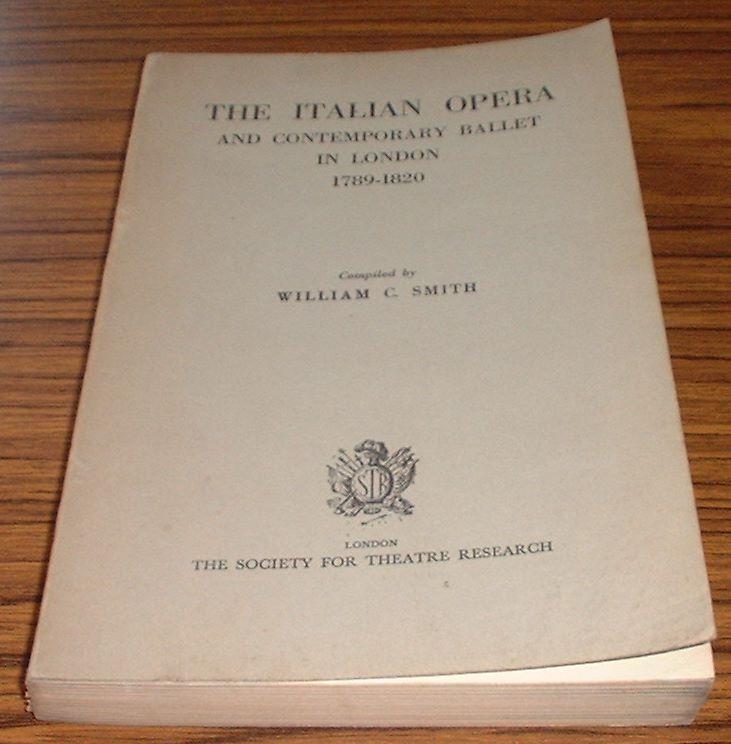 THE ITALIAN OPERA
AND CONTEMPORARY BALLET
IN LONDON
1789-1820
Compiled by
WILLIAM C. SMITH
STR
LONDON
THE SOCIETY FOR THEATRE RESEARCH